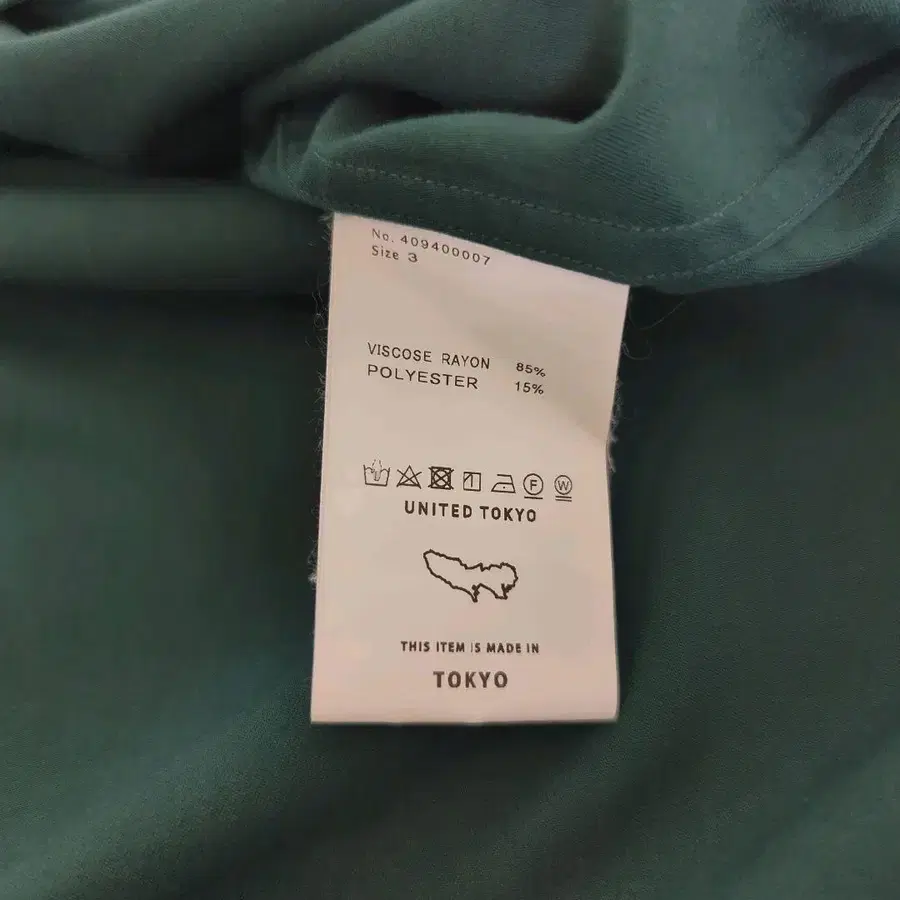 No. 409400007
Size 3
VISCOSE RAYON 85%
POLYESTER 15%
F W
UNITED TOKYO
THIS ITEM IS MADE IN
TOKYO